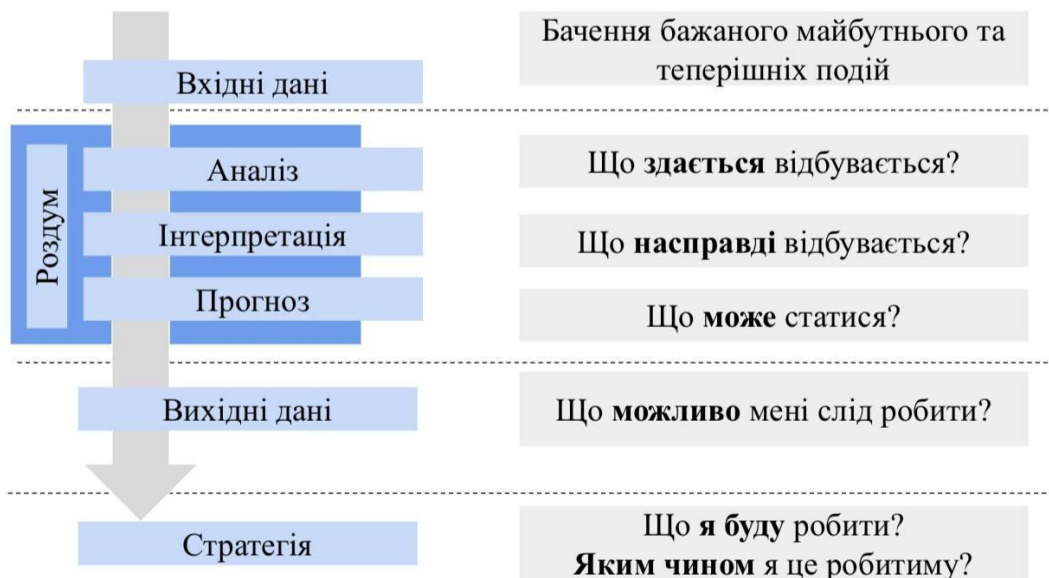 Бачення бажаного майбутнього та
теперішніх подій
Вхідні дані
Роздум
Аналіз
Що здається відбувається?
Інтерпретація
Що насправді відбувається?
Прогноз
Що може статися?
Вихідні дані
Що можливо мені слід робити?
Стратегія
Що я буду робити?
Яким чином я це робитиму?